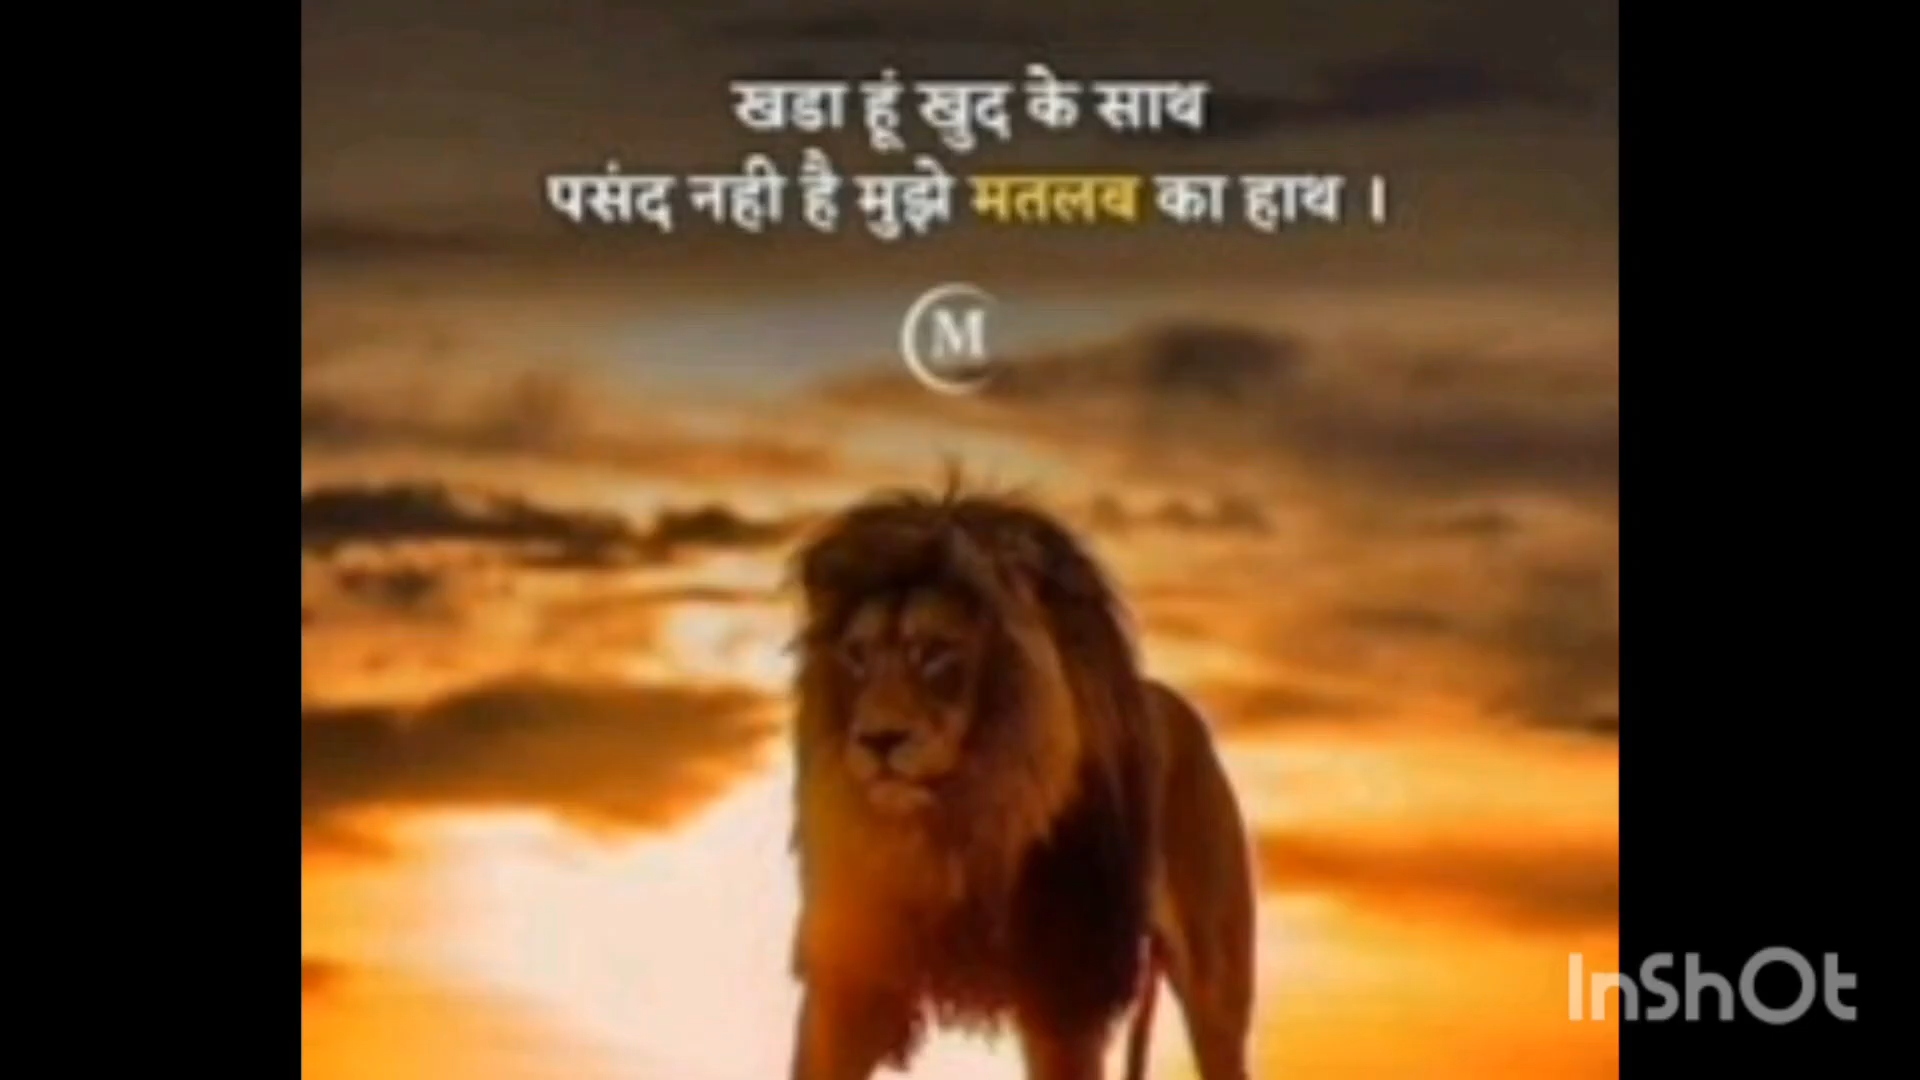 खडा हूं खुद के साथ
पसंद नही है मुझे मतलब का हाथ ।
M
InShOt